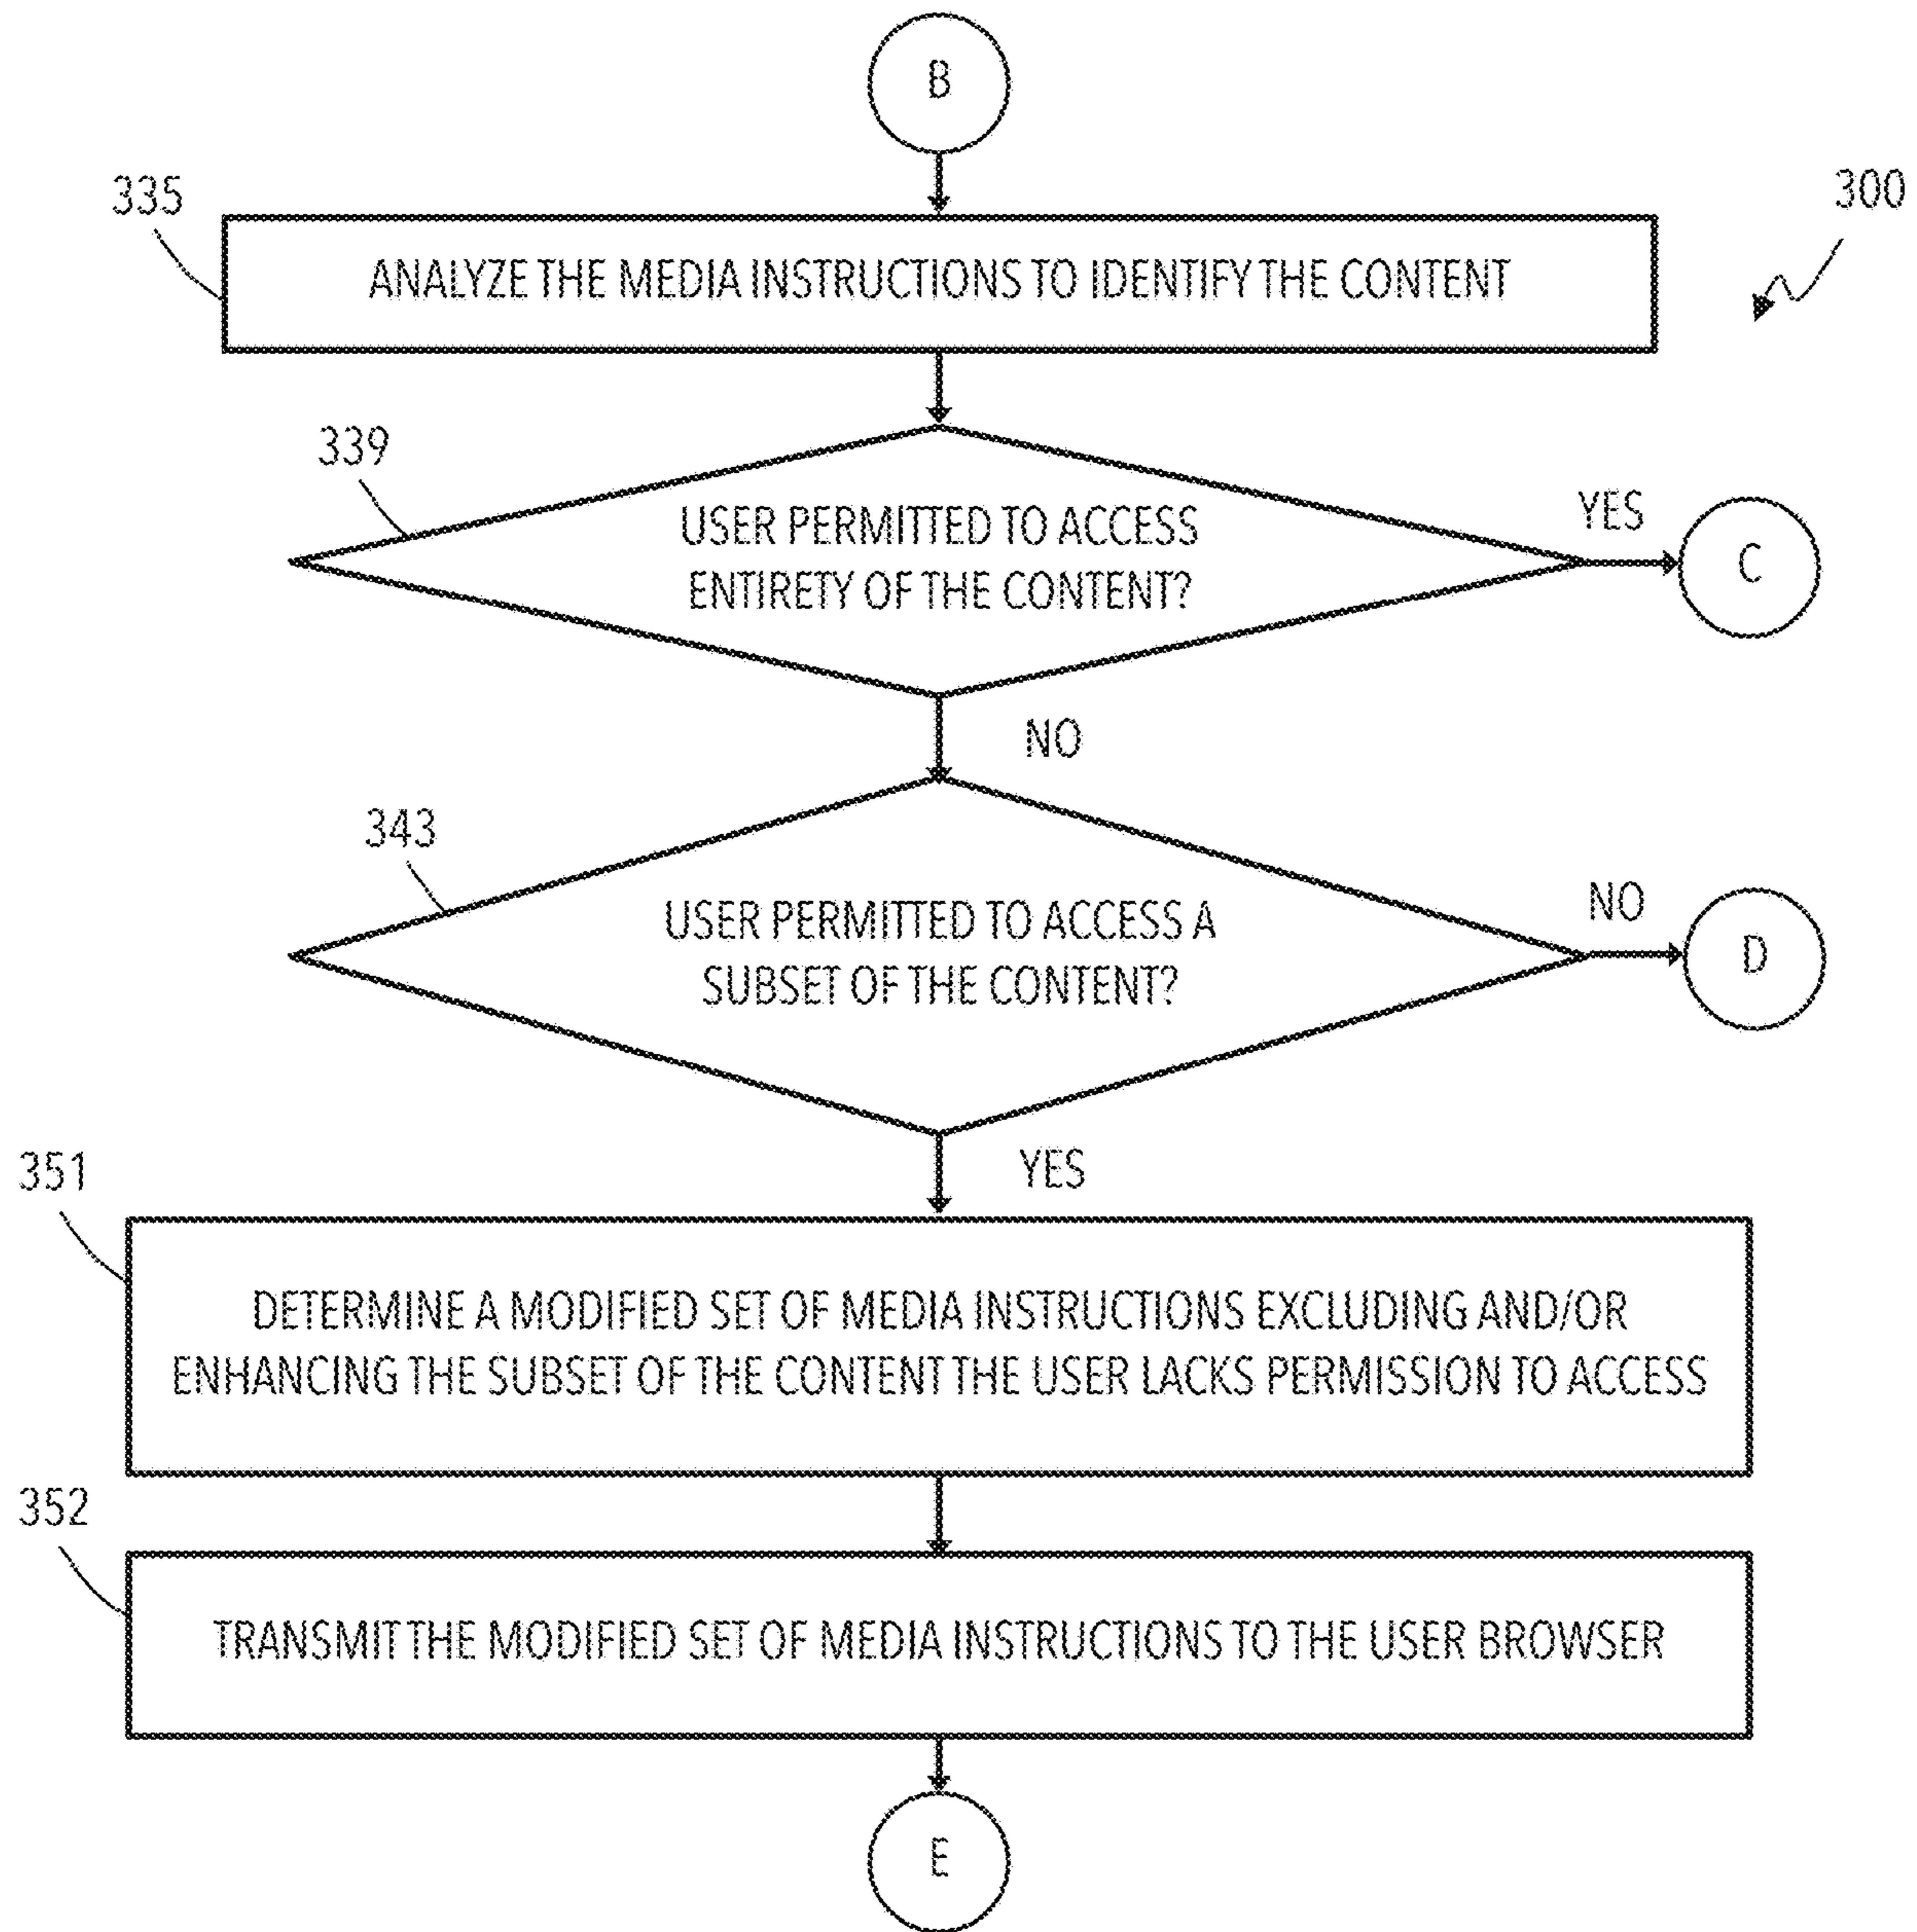 B
335
300
ANALYZE THE MEDIA INSTRUCTIONS TO IDENTIFY THE CONTENT
339
USER PERMITTED TO ACCESS
ENTIRETY OF THE CONTENT?
YES
C
NO
343
USER PERMITTED TO ACCESS A
SUBSET OF THE CONTENT?
NO
D
YES
351
DETERMINE A MODIFIED SET OF MEDIA INSTRUCTIONS EXCLUDING AND/OR
ENHANCING THE SUBSET OF THE CONTENT THE USER LACKS PERMISSION TO ACCESS
352
TRANSMIT THE MODIFIED SET OF MEDIA INSTRUCTIONS TO THE USER BROWSER
E